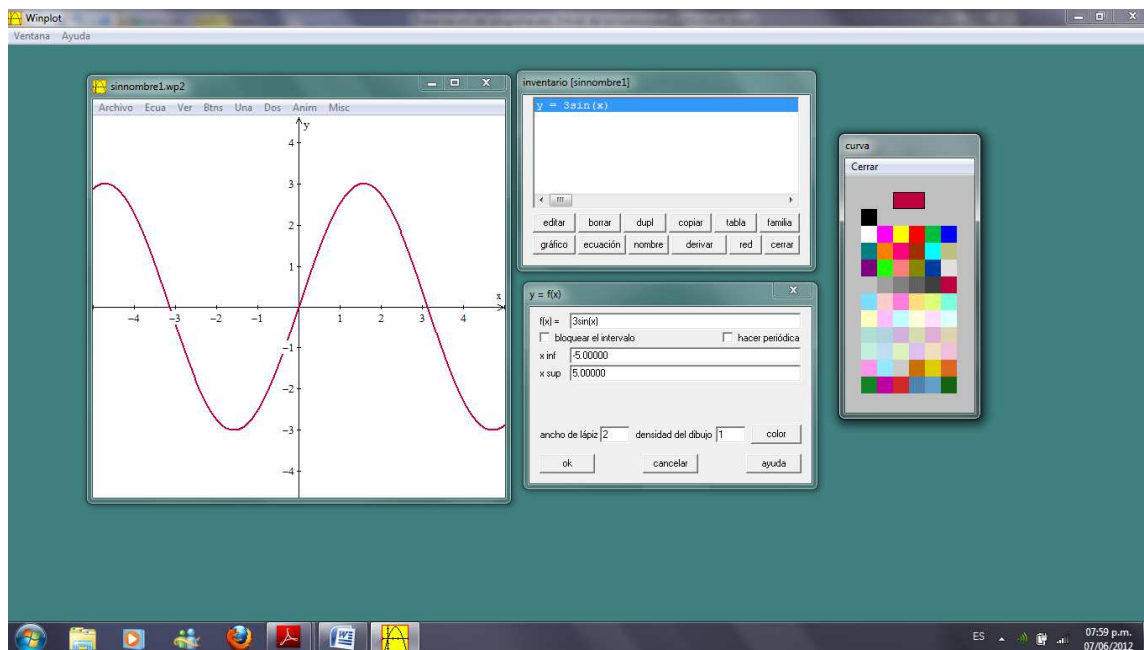 Winplot
Ventana Ayuda
sinnombre1.wp2
Archivo Ecua Ver Btns Una Dos Anim Misc
y
4
3
2
1
x
−4 −3 −2 −1 1 2 3 4
−1
−2
−3
−4
inventario [sinnombre1]
y = 3sin(x)
editar borrar dupl copiar tabla familia
gráfico ecuación nombre derivar red cerrar
y = f(x)
f(x) = 3sin(x)
bloquear el intervalo hacer periódica
x inf -5.00000
x sup 5.00000
ancho de lápiz 2 densidad del dibujo 1 color
ok cancelar ayuda
curva
Cerrar
ES 07:59 p.m.
07/06/2012